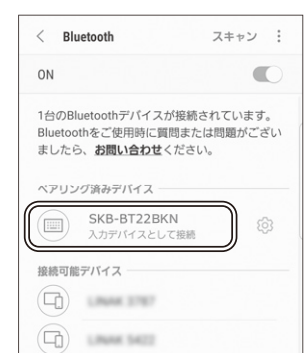 Bluetooth スキャン
ON
1台のBluetoothデバイスが接続されています。
Bluetoothをご使用時に質問または問題がござい
ましたら、お問い合わせください。
ペアリング済みデバイス
SKB-BT22BKN
入力デバイスとして接続
接続可能デバイス